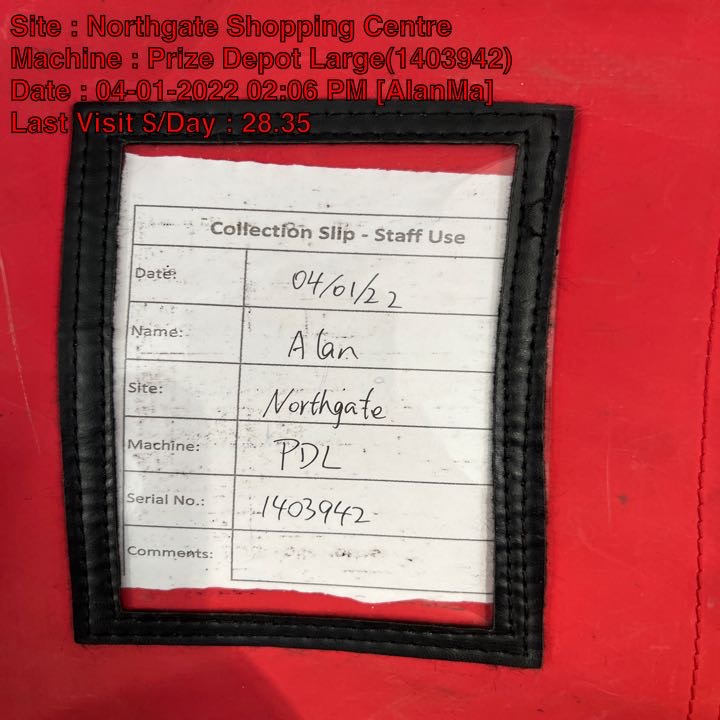 Site : Northgate Shopping Centre
Machine : Prize Depot Large(1403942)
Date : 04-01-2022 02:06 PM [AlanMa]
Last Visit S/Day : 28.35
Collection Slip - Staff Use
Date: 04/01/22
Name: Alan
Site: Northgate
Machine: PDL
Serial No.: 1403942
Comments: